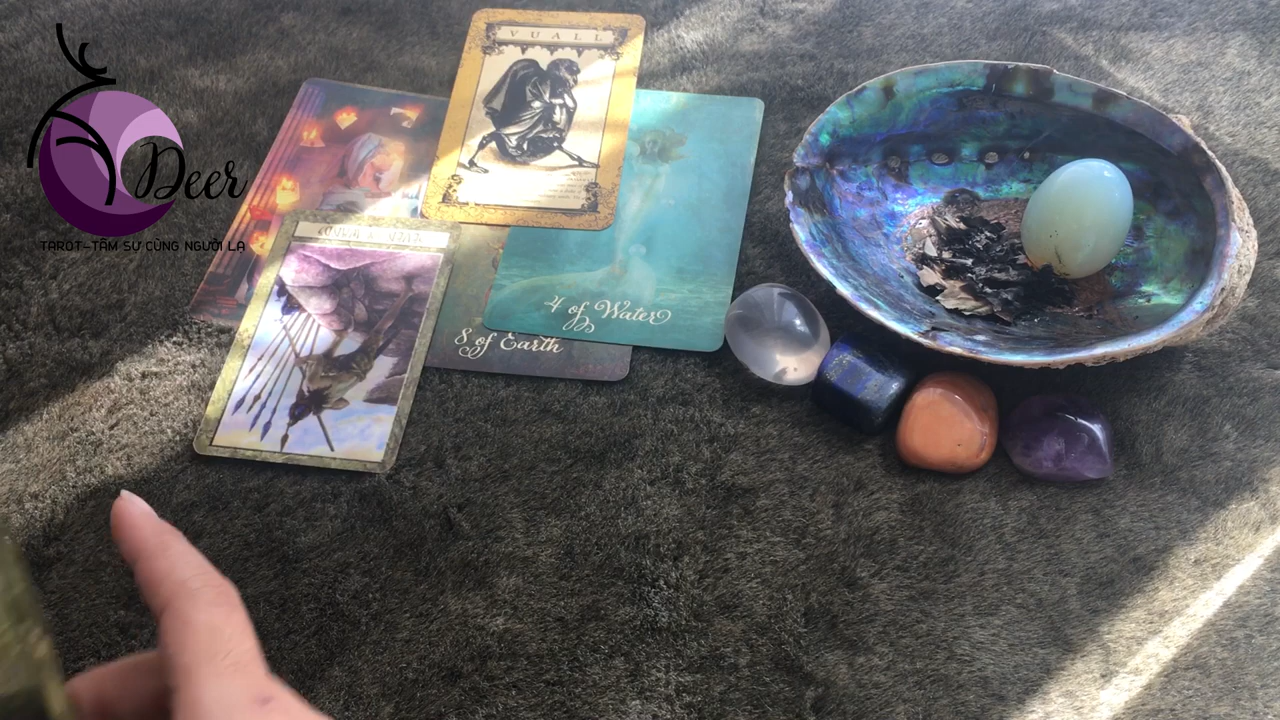 Deer
TAROT-TÂM SỰ CÙNG NGƯỜI LẠ
VUALL
4 of Water
8 of Earth